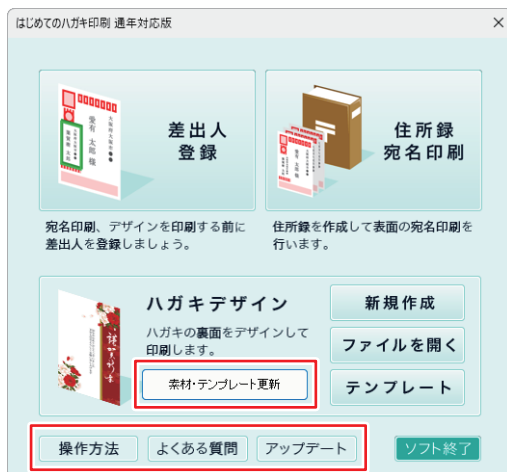 はじめてのハガキ印刷 通年対応版
差出人
登録
住所録
宛名印刷
宛名印刷、デザインを印刷する前に
差出人を登録しましょう。
住所録を作成して表面の宛名印刷を
行います。
ハガキデザイン
ハガキの裏面をデザインして
印刷します。
素材・テンプレート更新
新規作成
ファイルを開く
テンプレート
操作方法
よくある質問
アップデート
ソフト終了